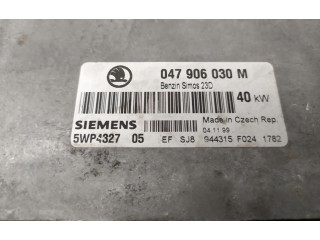 047 906 030 M
Benzin Simos 23D
40 kW
SIEMENS
Made in Czech Rep.
04.11.99
5WP4327 05
EF SJ6 944315 F024 1782